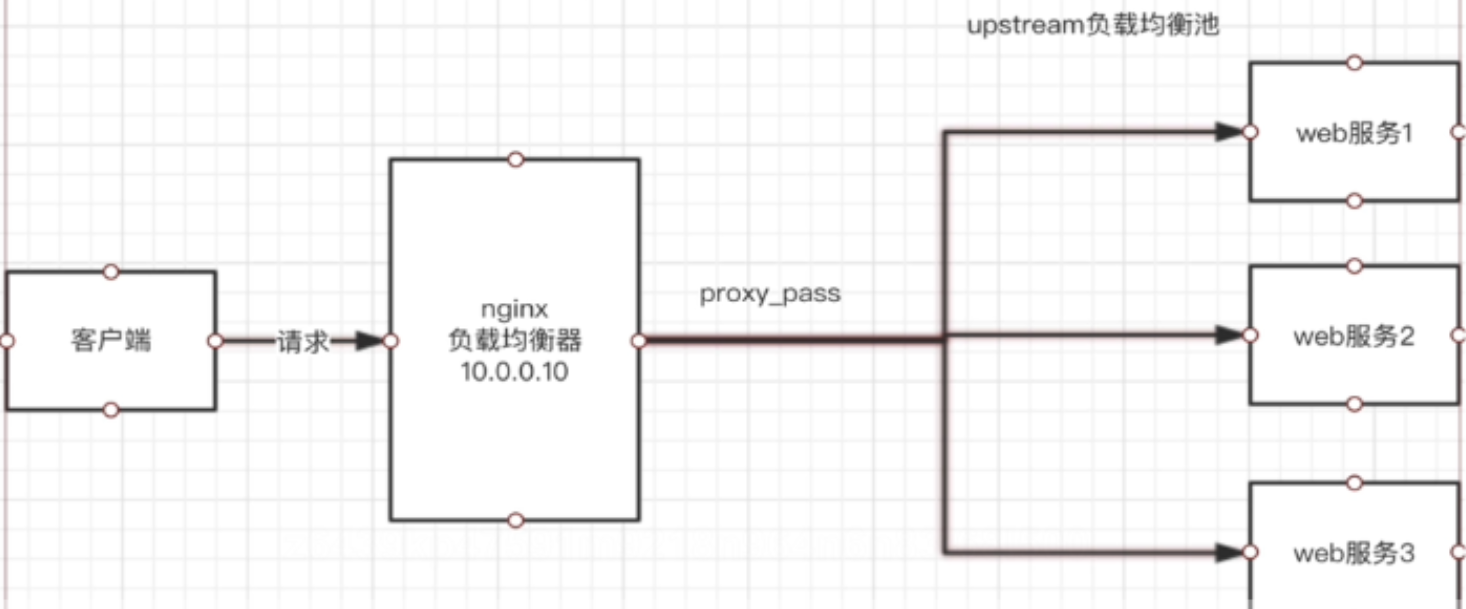 upstream负载均衡池
web服务1
客户端
请求
nginx
负载均衡器
10.0.0.10
proxy_pass
web服务2
web服务3